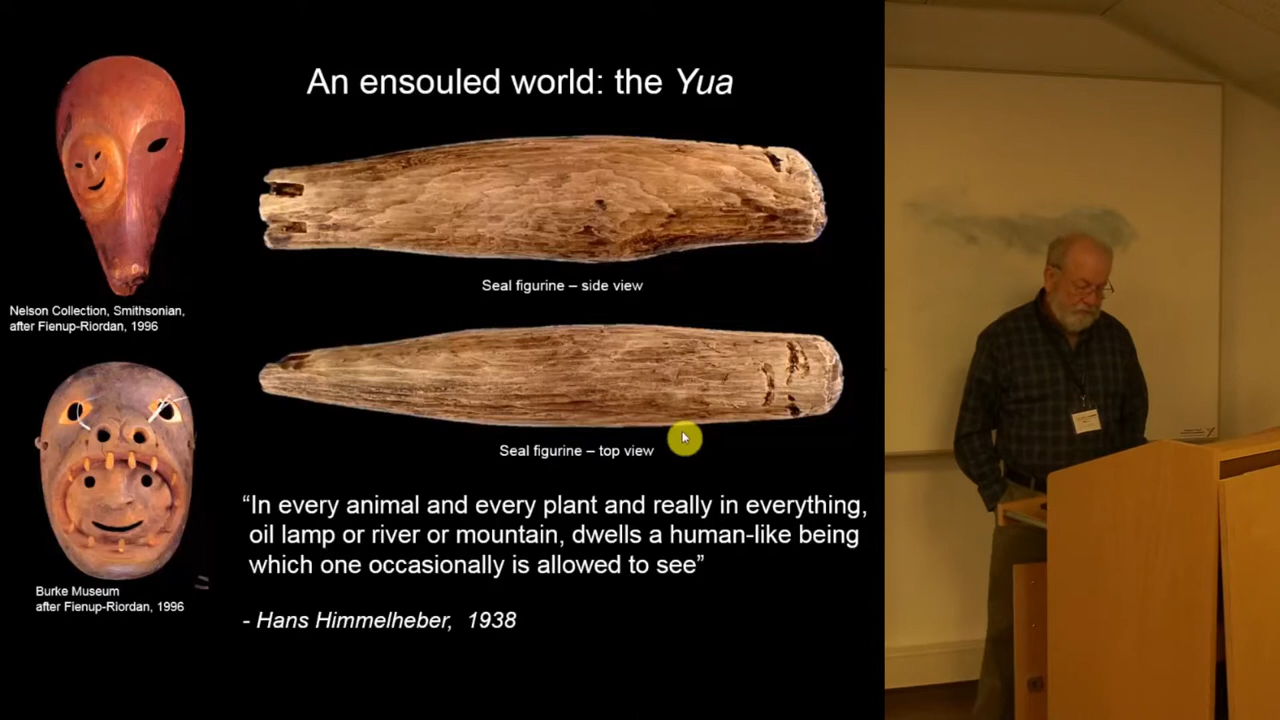 An ensouled world: the Yua
Seal figurine – side view
Nelson Collection, Smithsonian,
after Fienup-Riordan, 1996
Seal figurine – top view
“In every animal and every plant and really in everything,
oil lamp or river or mountain, dwells a human-like being
which one occasionally is allowed to see”
Burke Museum
after Fienup-Riordan, 1996
- Hans Himmelheber, 1938